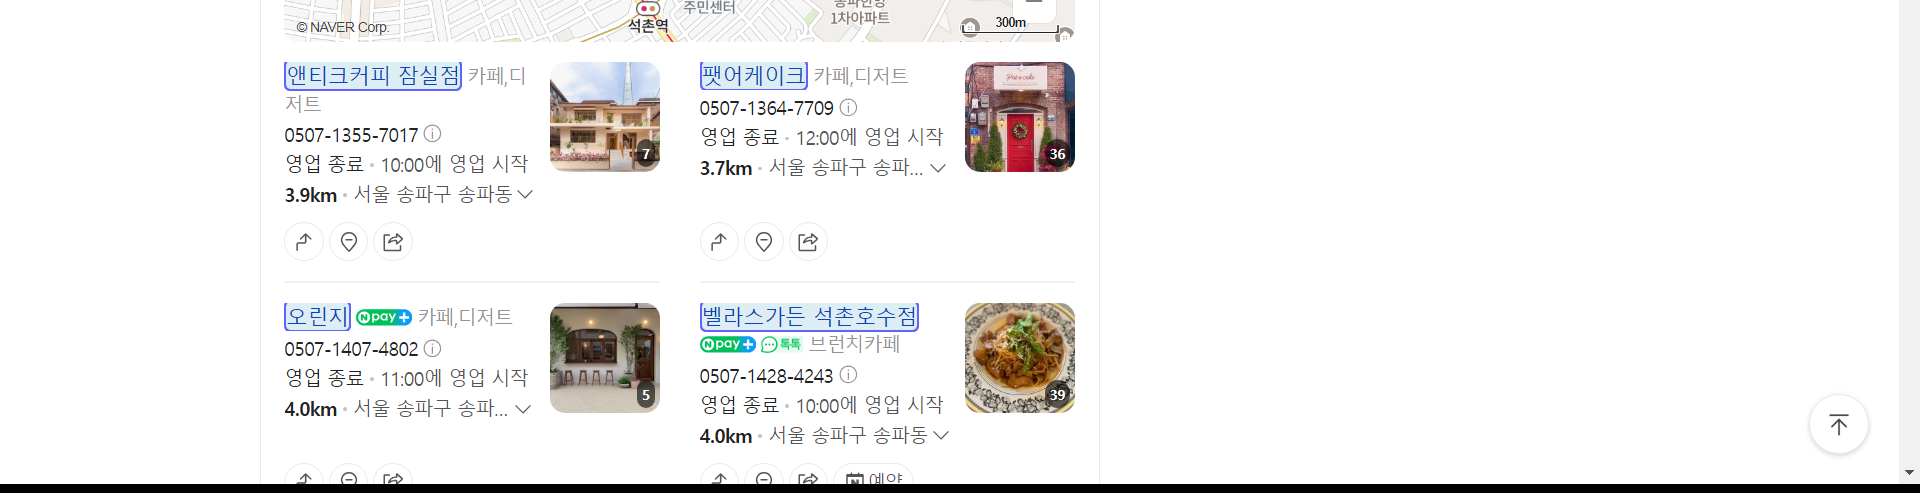 주민센터
송파한양
1차아파트
석촌역
© NAVER Corp.
300m
앤티크커피 잠실점 카페,디
저트
0507-1355-7017
영업 종료 · 10:00에 영업 시작
3.9km · 서울 송파구 송파동
7
팻어케이크 카페,디저트
0507-1364-7709
영업 종료 · 12:00에 영업 시작
3.7km · 서울 송파구 송파...
36
오린지 N pay + 카페,디저트
0507-1407-4802
영업 종료 · 11:00에 영업 시작
4.0km · 서울 송파구 송파...
5
벨라스가든 석촌호수점
N pay + 톡톡 브런치카페
0507-1428-4243
영업 종료 · 10:00에 영업 시작
4.0km · 서울 송파구 송파동
39
예약